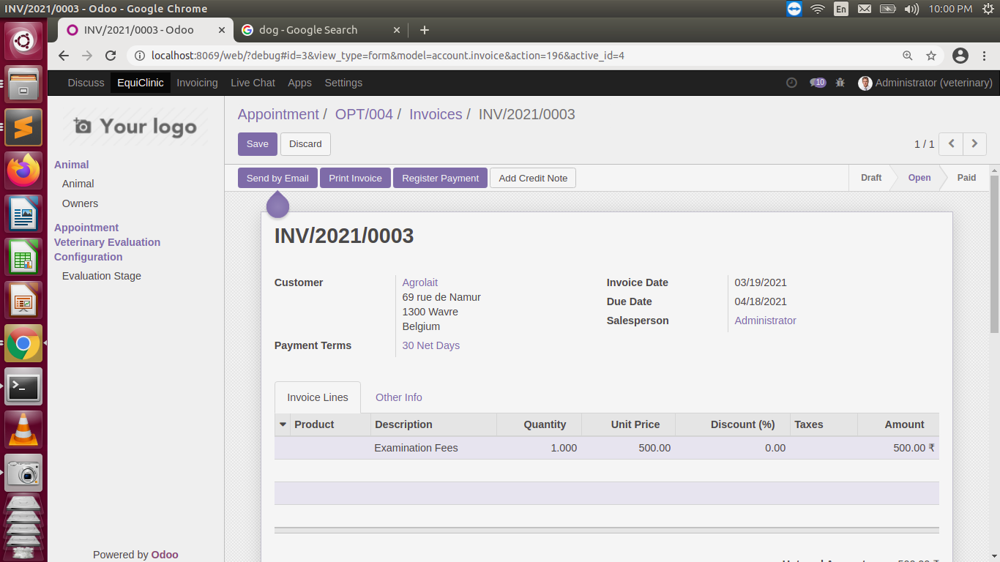 INV/2021/0003 - Odoo - Google Chrome
En
10:00 PM
INV/2021/0003 - Odoo
dog - Google Search
localhost:8069/web/?debug#id=3&view_type=form&model=account.invoice&action=196&active_id=4
Discuss EquiClinic Invoicing Live Chat Apps Settings
10
Administrator (veterinary)
Your logo
Animal
Animal
Owners
Appointment
Veterinary Evaluation
Configuration
Evaluation Stage
Powered by Odoo
Appointment / OPT/004 / Invoices / INV/2021/0003
Save Discard
1 / 1
Send by Email Print Invoice Register Payment Add Credit Note
Draft Open Paid
INV/2021/0003
Customer Agrolait
69 rue de Namur
1300 Wavre
Belgium
Payment Terms 30 Net Days
Invoice Date 03/19/2021
Due Date 04/18/2021
Salesperson Administrator
Invoice Lines Other Info
Product Description Quantity Unit Price Discount (%) Taxes Amount
Examination Fees 1.000 500.00 0.00 500.00 ₹